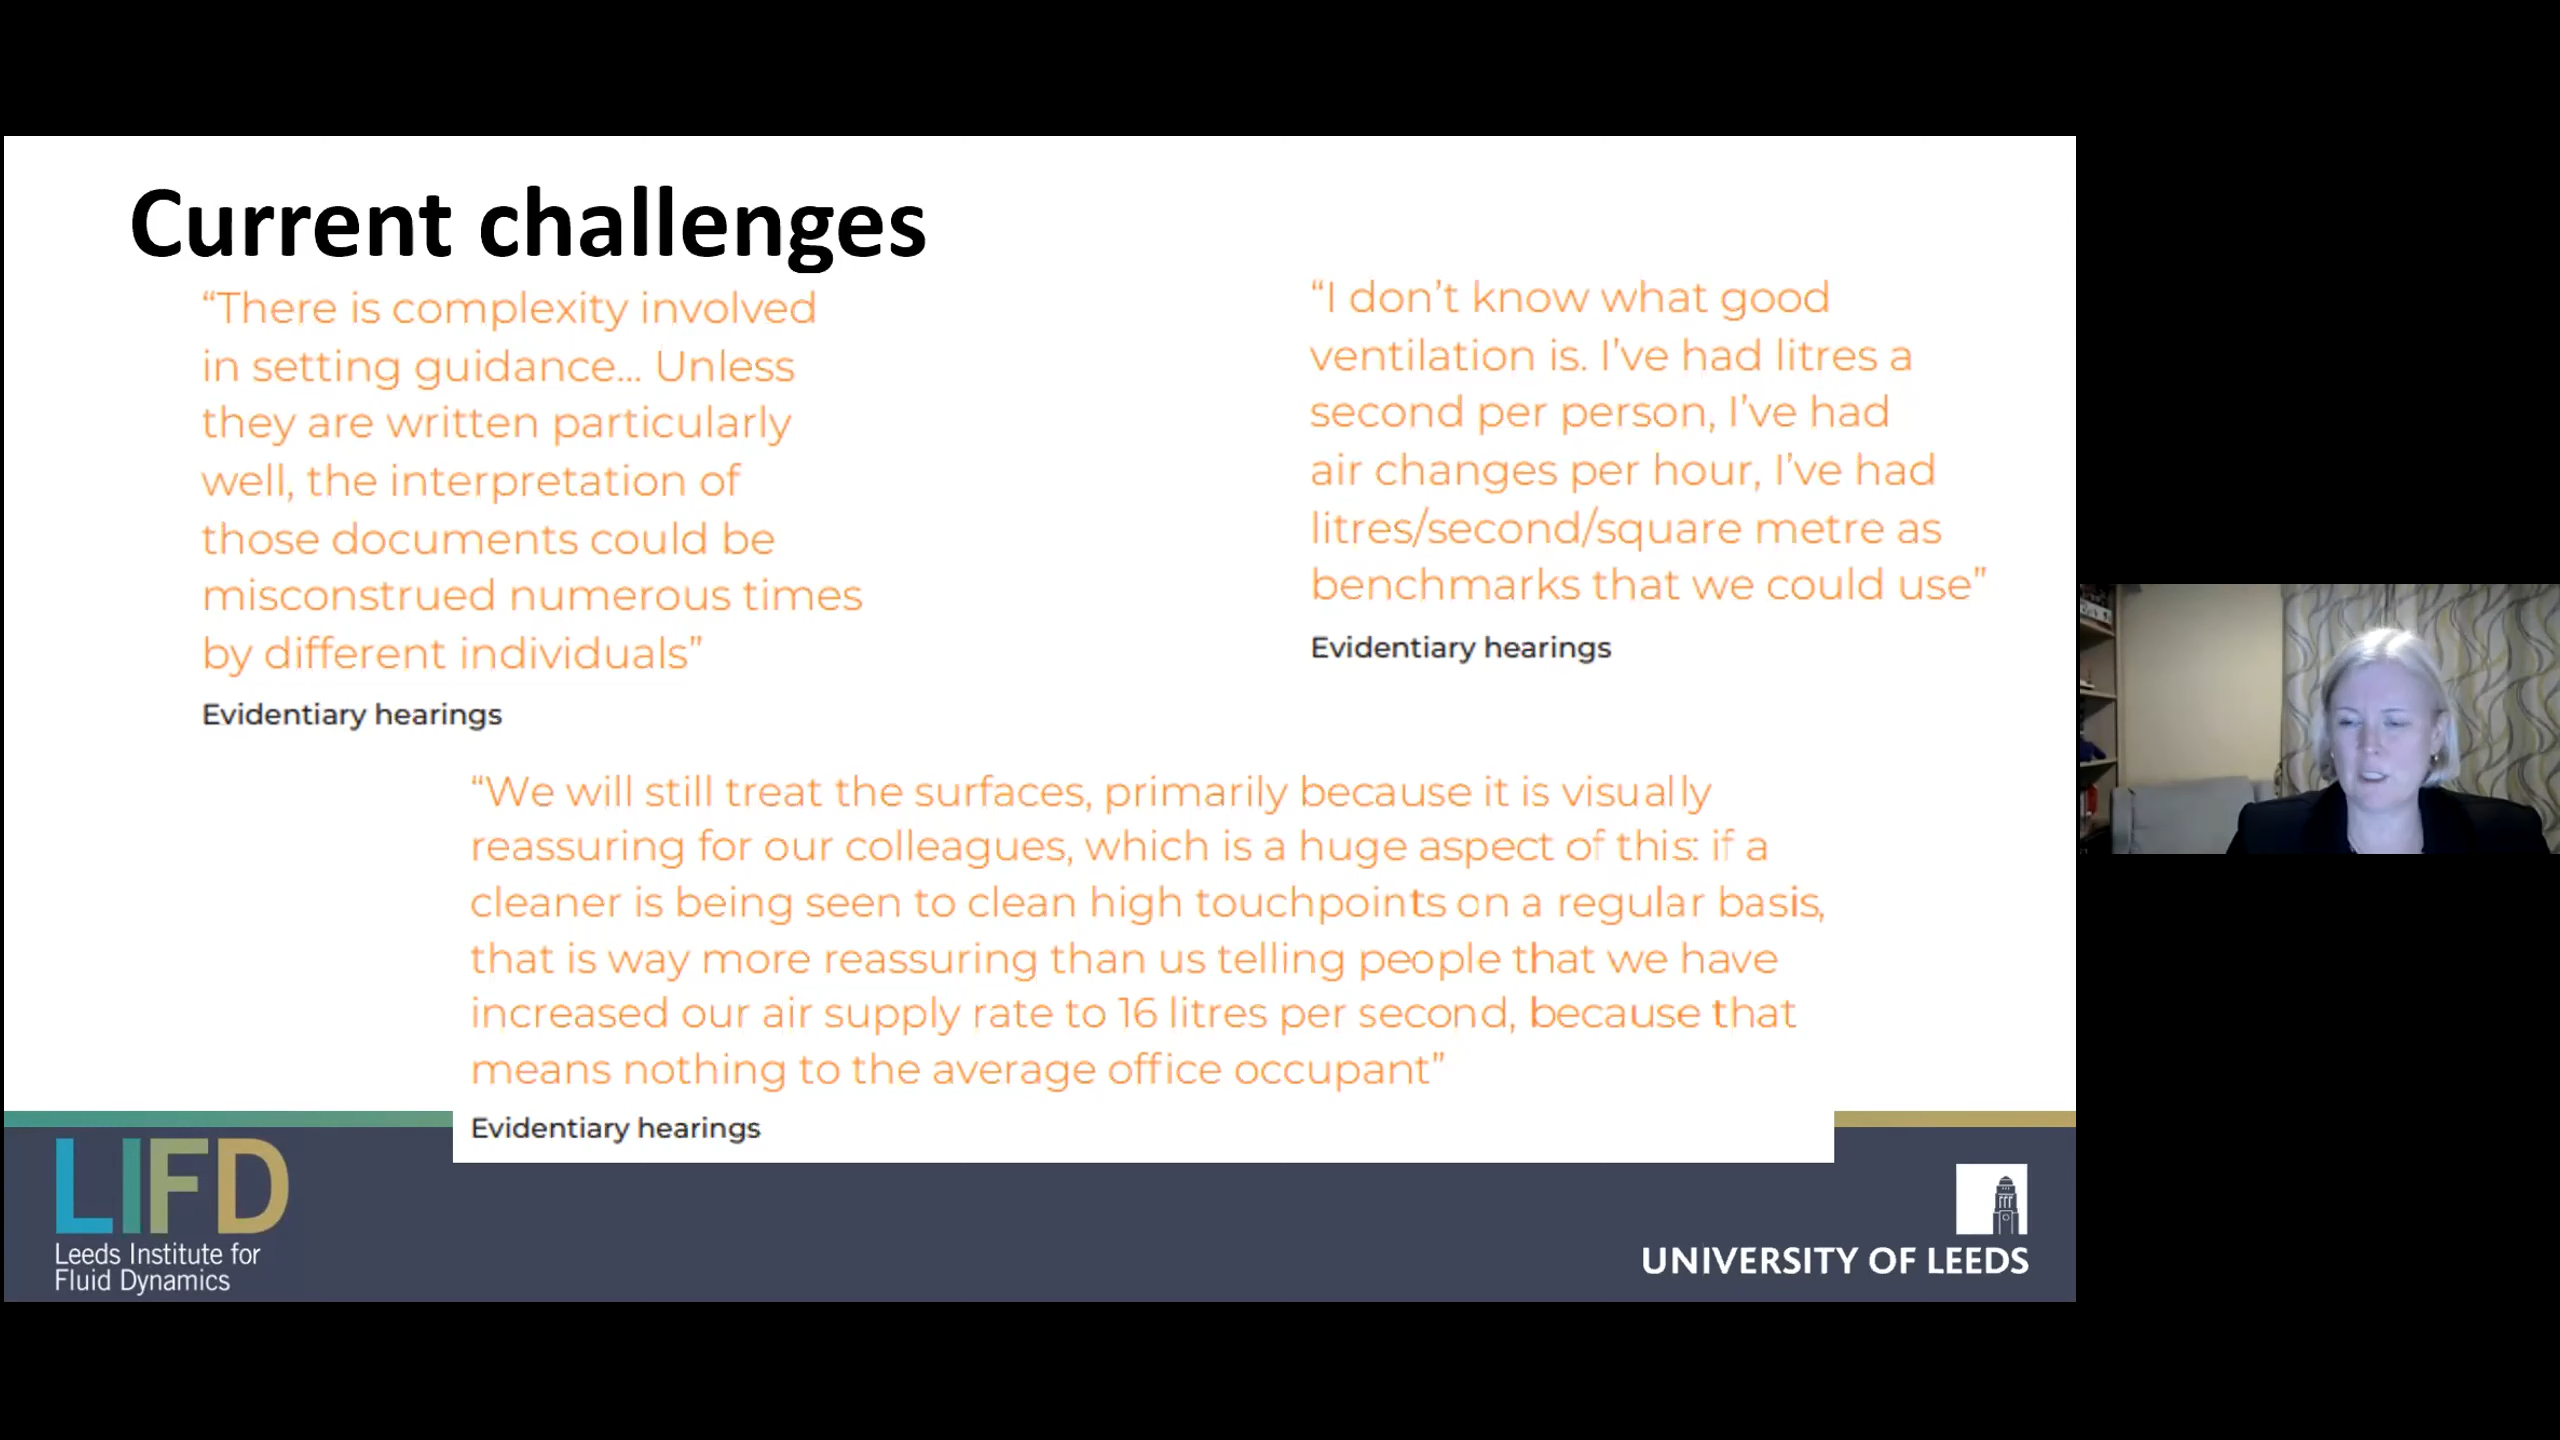 Current challenges
“There is complexity involved
in setting guidance... Unless
they are written particularly
well, the interpretation of
those documents could be
misconstrued numerous times
by different individuals”
Evidentiary hearings
“I don’t know what good
ventilation is. I’ve had litres a
second per person, I’ve had
air changes per hour, I’ve had
litres/second/square metre as
benchmarks that we could use”
Evidentiary hearings
“We will still treat the surfaces, primarily because it is visually
reassuring for our colleagues, which is a huge aspect of this: if a
cleaner is being seen to clean high touchpoints on a regular basis,
that is way more reassuring than us telling people that we have
increased our air supply rate to 16 litres per second, because that
means nothing to the average office occupant”
Evidentiary hearings
LIFD
Leeds Institute for
Fluid Dynamics
UNIVERSITY OF LEEDS